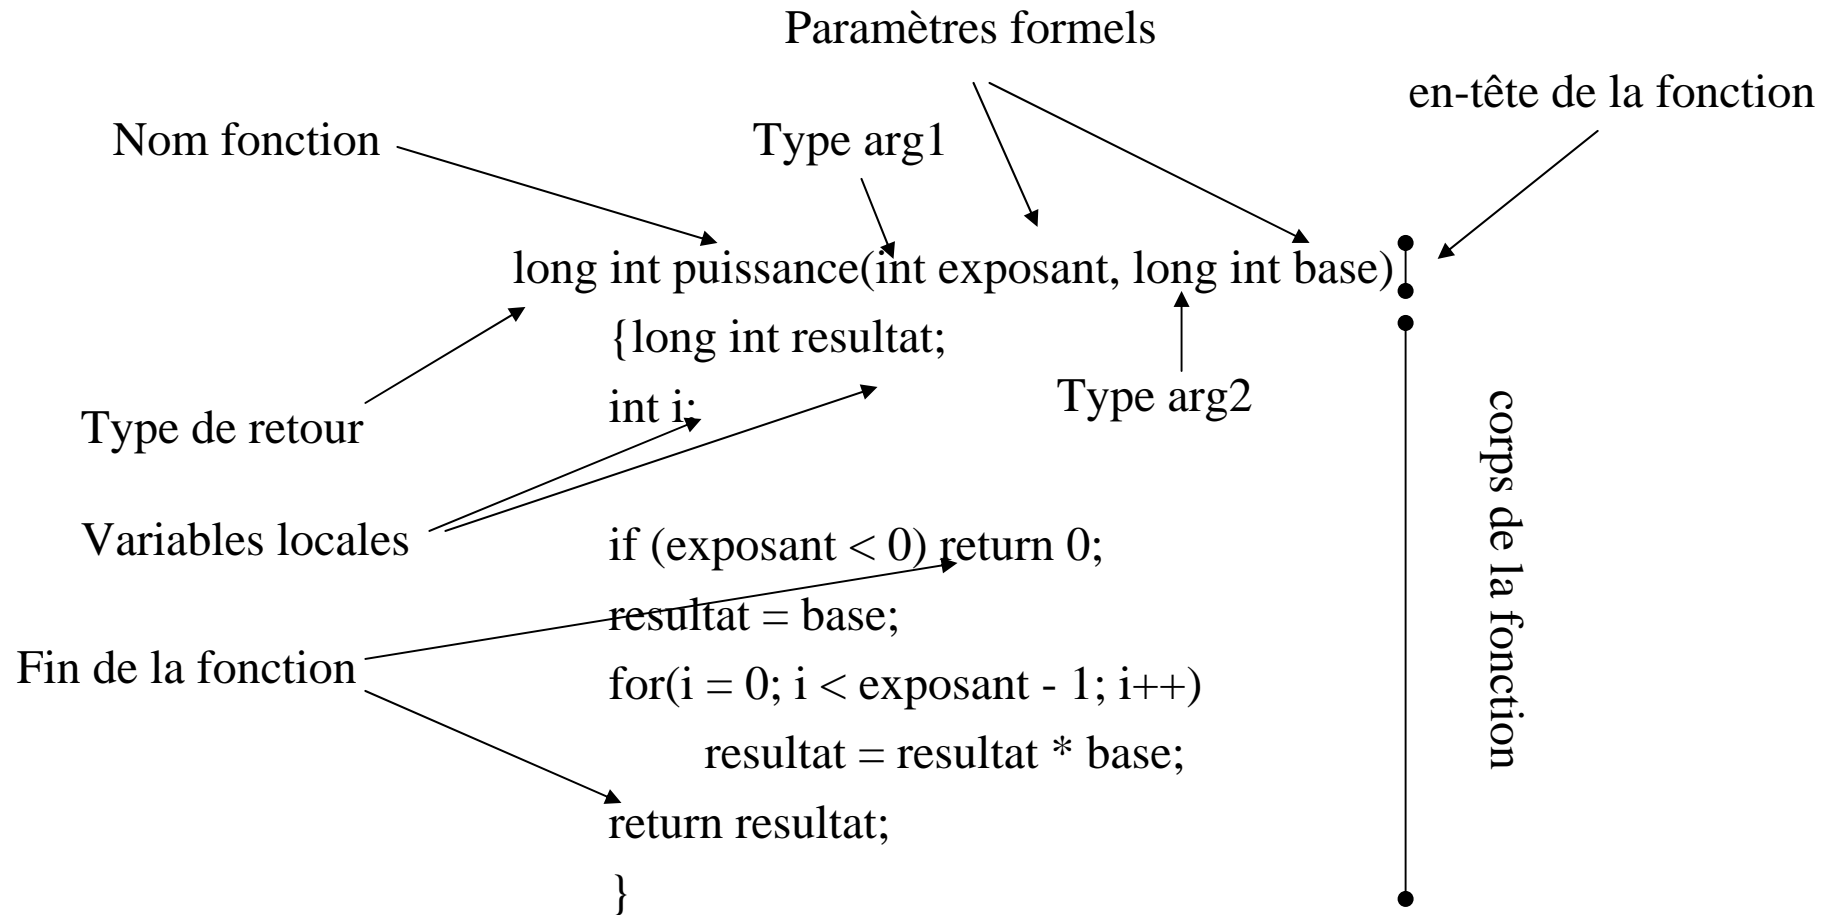 Paramètres formels
en-tête de la fonction
Nom fonction
Type arg1
long int puissance(int exposant, long int base)
{long int resultat;
int i;
Type arg2
Type de retour
Variables locales
if (exposant < 0) return 0;
resultat = base;
Fin de la fonction
for(i = 0; i < exposant - 1; i++)
resultat = resultat * base;
return resultat;
}
corps de la fonction